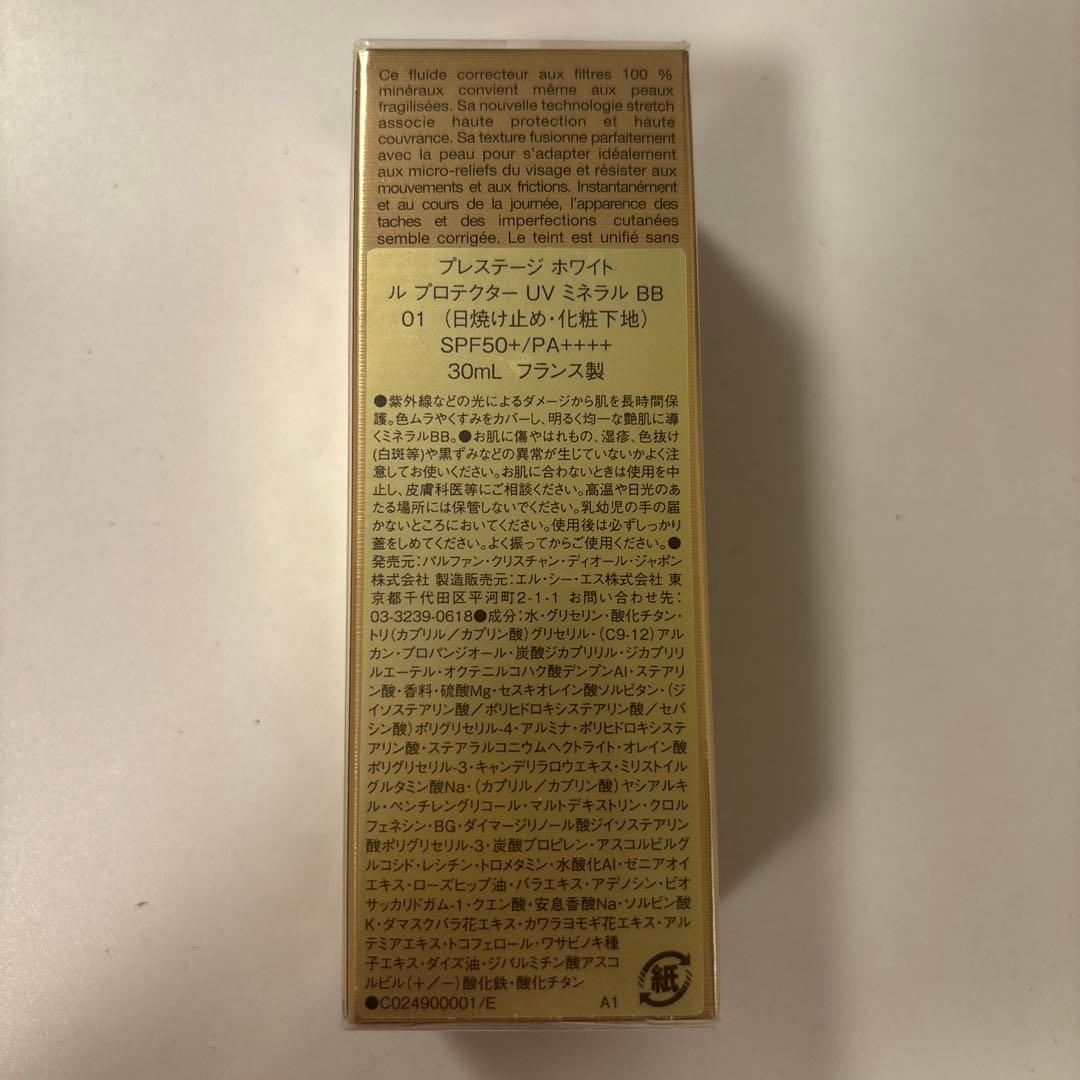 Ce fluide correcteur aux filtres 100 %
minéraux convient même aux peaux
fragilisées. Sa nouvelle technologie stretch
associe haute protection et haute
couvrance. Sa texture fusionne parfaitement
avec la peau pour s'adapter idéalement
aux micro-reliefs du visage et résister aux
mouvements et aux frictions. Instantanément
et au cours de la journée, l'apparence des
taches et des imperfections cutanées
semble corrigée. Le teint est unifié sans
プレステージ ホワイト
ル プロテクター UV ミネラル BB
01 (日焼け止め・化粧下地)
SPF50+/PA++++
30mL フランス製
●紫外線などの光によるダメージから肌を長時間保
護。色ムラやくすみをカバーし、明るく均一な艶肌に導
くミネラルBB。●お肌に傷やはれもの、湿疹、色抜け
(白斑等)や黒ずみなどの異常が生じていないかよく注
意してお使いください。お肌に合わないときは使用を中
止し、皮膚科医等にご相談ください。高温や日光のあ
たる場所には保管しないでください。乳幼児の手の届
かないところにおいてください。使用後は必ずしっかり
蓋をしめてください。よく振ってからご使用ください。●
発売元:パルファン・クリスチャン・ディオール・ジャポン
株式会社 製造販売元:エル・シー・エス株式会社 東
京都千代田区平河町2-1-1 お問い合わせ先:
03-3239-0618●成分:水・グリセリン・酸化チタン・
トリ(カプリル/カプリン酸)グリセリル・(C9-12)アル
カン・プロパンジオール・炭酸ジカプリリル・ジカプリリ
ルエーテル・オクテニルコハク酸デンプンAl・ステアリ
ン酸・香料・硫酸Mg・セスキオレイン酸ソルビタン・(ジ
イソステアリン酸/ポリヒドロキシステアリン酸/セバ
シン酸)ポリグリセリル-4・アルミナ・ポリヒドロキシステ
アリン酸・ステアラルコニウムヘクトライト・オレイン酸
ポリグリセリル-3・キャンデリラロウエキス・ミリストイル
グルタミン酸Na・(カプリル/カプリン酸)ヤシアルキ
ル・ペンチレングリコール・マルトデキストリン・クロル
フェネシン・BG・ダイマージリノール酸ジイソステアリン
酸ポリグリセリル-3・炭酸プロピレン・アスコルビルグ
ルコシド・レシチン・トロメタミン・水酸化Al・ゼニアオイ
エキス・ローズヒップ油・バラエキス・アデノシン・ビオ
サッカリドガム-1・クエン酸・安息香酸Na・ソルビン酸
K・ダマスクバラ花エキス・カワラヨモギ花エキス・アル
テミアエキス・トコフェロール・ワサビノキ種
子エキス・ダイズ油・ジパルミチン酸アスコ
ルビル(+/−)酸化鉄・酸化チタン
紙
●C024900001/E A1